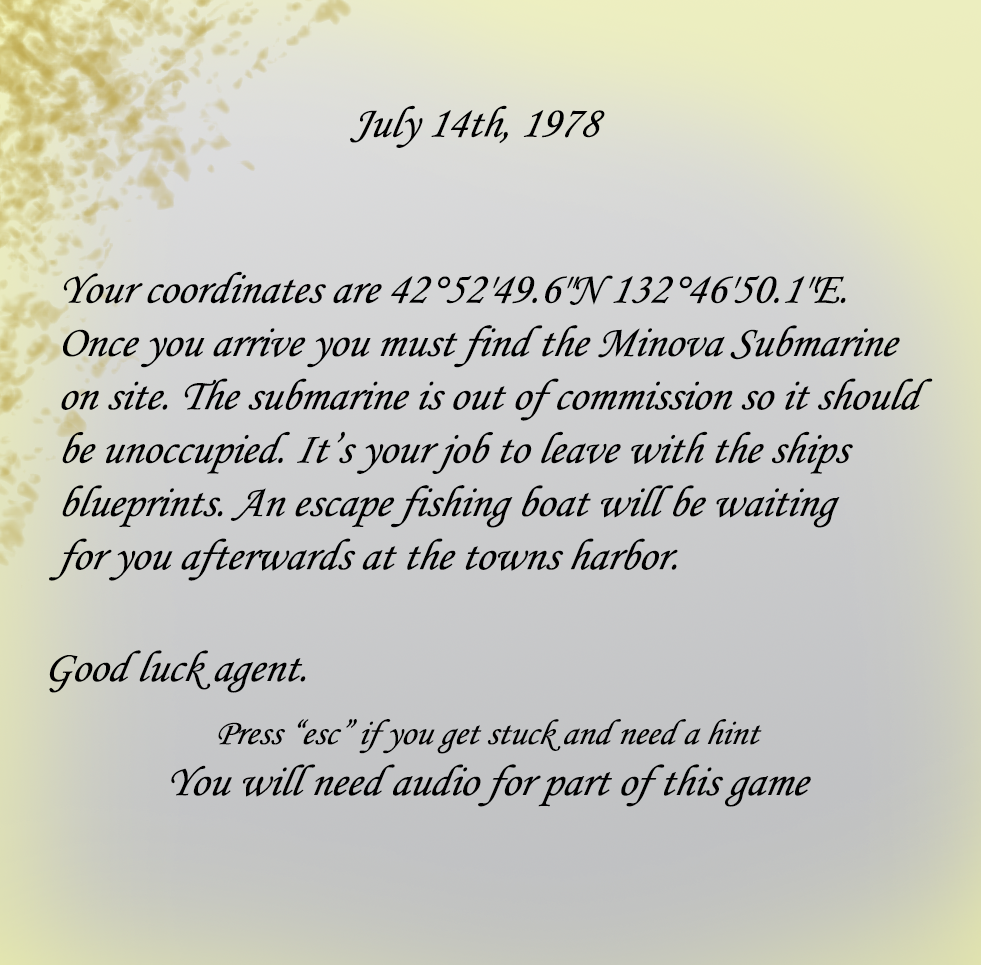 July 14th, 1978
Your coordinates are 42°52'49.6"N 132°46'50.1"E.
Once you arrive you must find the Minova Submarine
on site. The submarine is out of commission so it should
be unoccupied. It’s your job to leave with the ships
blueprints. An escape fishing boat will be waiting
for you afterwards at the towns harbor.
Good luck agent.
Press “esc” if you get stuck and need a hint
You will need audio for part of this game